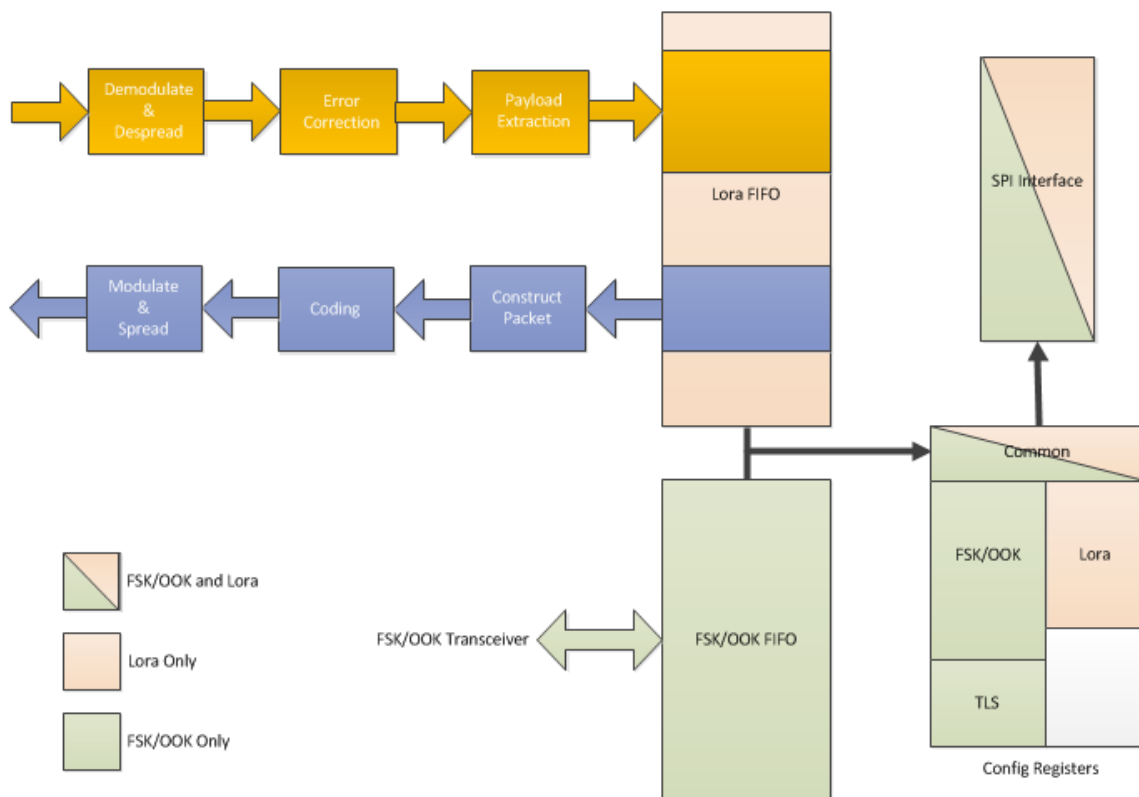 Demodulate
&
Despread
Error
Correction
Payload
Extraction
Lora FIFO
SPI Interface
Modulate
&
Spread
Coding
Construct
Packet
Common
FSK/OOK
Lora
TLS
Config Registers
FSK/OOK Transceiver
FSK/OOK FIFO
FSK/OOK and Lora
Lora Only
FSK/OOK Only